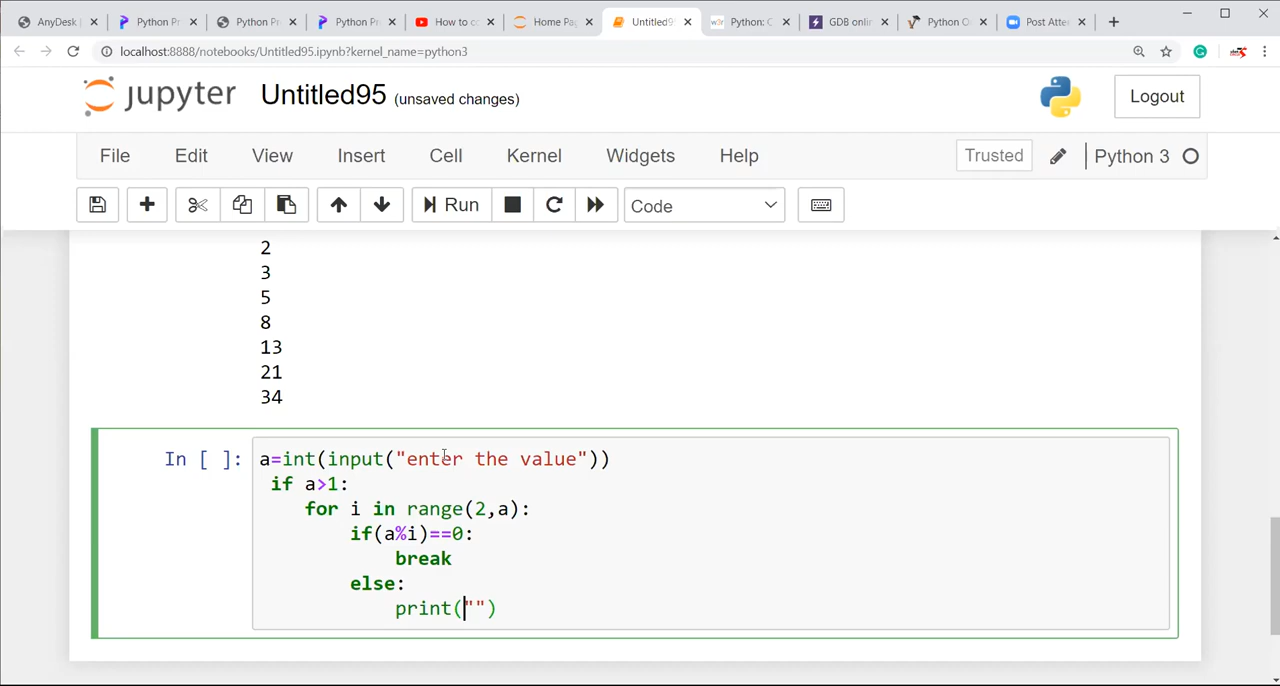 AnyDesk
Python Pr
Python Pr
Python Pr
How to co
Home Pag
Untitled95
Python: C
GDB onlin
Python O
Post Atte
localhost:8888/notebooks/Untitled95.ipynb?kernel_name=python3
jupyter Untitled95 (unsaved changes)
Logout
File Edit View Insert Cell Kernel Widgets Help
Trusted
Python 3
Run
Code
2
3
5
8
13
21
34
In [ ]: a=int(input("enter the value"))
if a>1:
for i in range(2,a):
if(a%i)==0:
break
else:
print("")